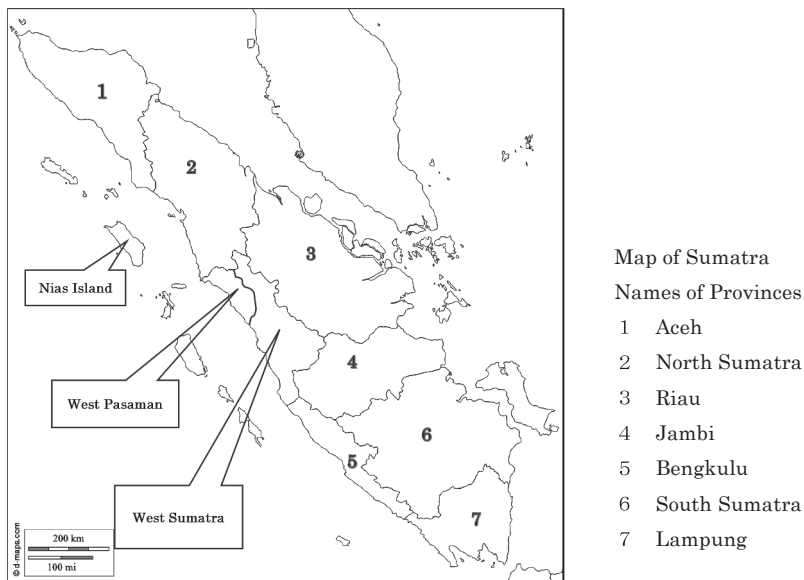 1
2
3
Nias Island
West Pasaman
4
6
5
West Sumatra
7
200 km
100 mi
© d-maps.com
Map of Sumatra
Names of Provinces
1 Aceh
2 North Sumatra
3 Riau
4 Jambi
5 Bengkulu
6 South Sumatra
7 Lampung